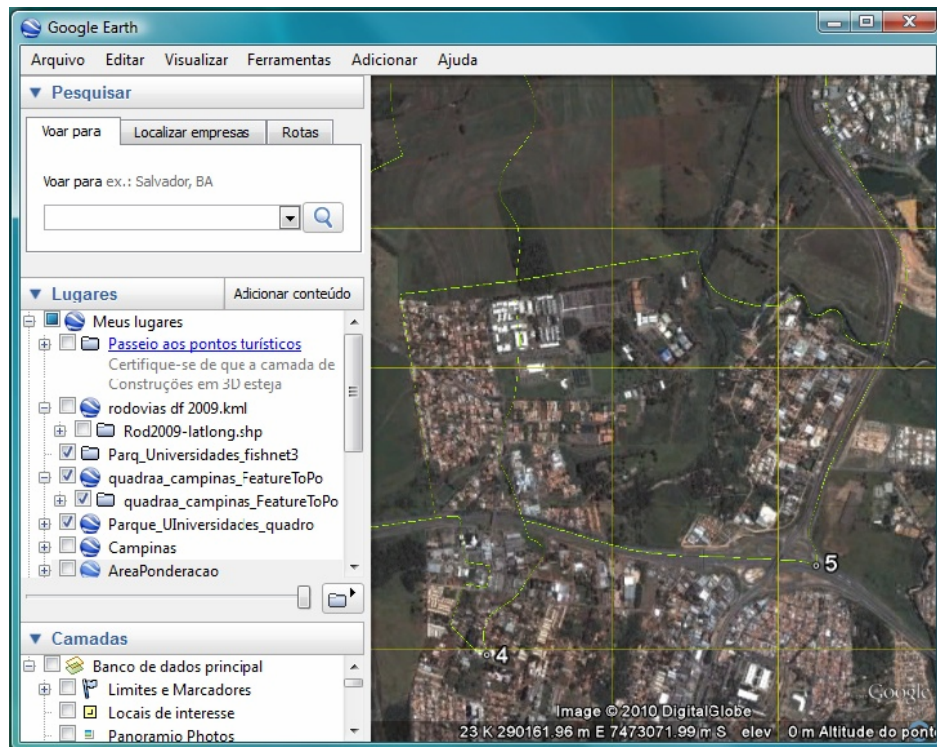 Google Earth
Arquivo Editar Visualizar Ferramentas Adicionar Ajuda
Pesquisar
Voar para Localizar empresas Rotas
Voar para ex.: Salvador, BA
Lugares Adicionar conteúdo
Meus lugares
Passeio aos pontos turísticos
Certifique-se de que a camada de
Construções em 3D esteja
rodovias df 2009.kml
Rod2009-latlong.shp
Parq_Universidades_fishnet3
quadraa_campinas_FeatureToPo
quadraa_campinas_FeatureToPo
Parque_UIniversidades_quadro
Campinas
AreaPonderacao
Camadas
Banco de dados principal
Limites e Marcadores
Locais de interesse
Panoramio Photos
5
4
Google
Image © 2010 DigitalGlobe
23 K 290161.96 m E 7473071.99 m S elev 0 m Altitude do ponto